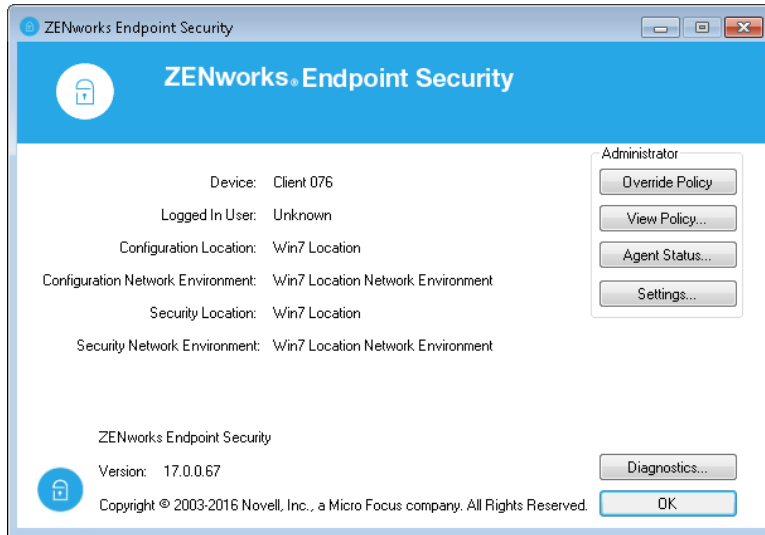 ZENworks Endpoint Security
ZENworks® Endpoint Security
Administrator
Device: Client 076
Override Policy
Logged In User: Unknown
View Policy...
Configuration Location: Win7 Location
Agent Status...
Configuration Network Environment: Win7 Location Network Environment
Settings...
Security Location: Win7 Location
Security Network Environment: Win7 Location Network Environment
ZENworks Endpoint Security
Version: 17.0.0.67
Diagnostics...
Copyright © 2003-2016 Novell, Inc., a Micro Focus company. All Rights Reserved.
OK